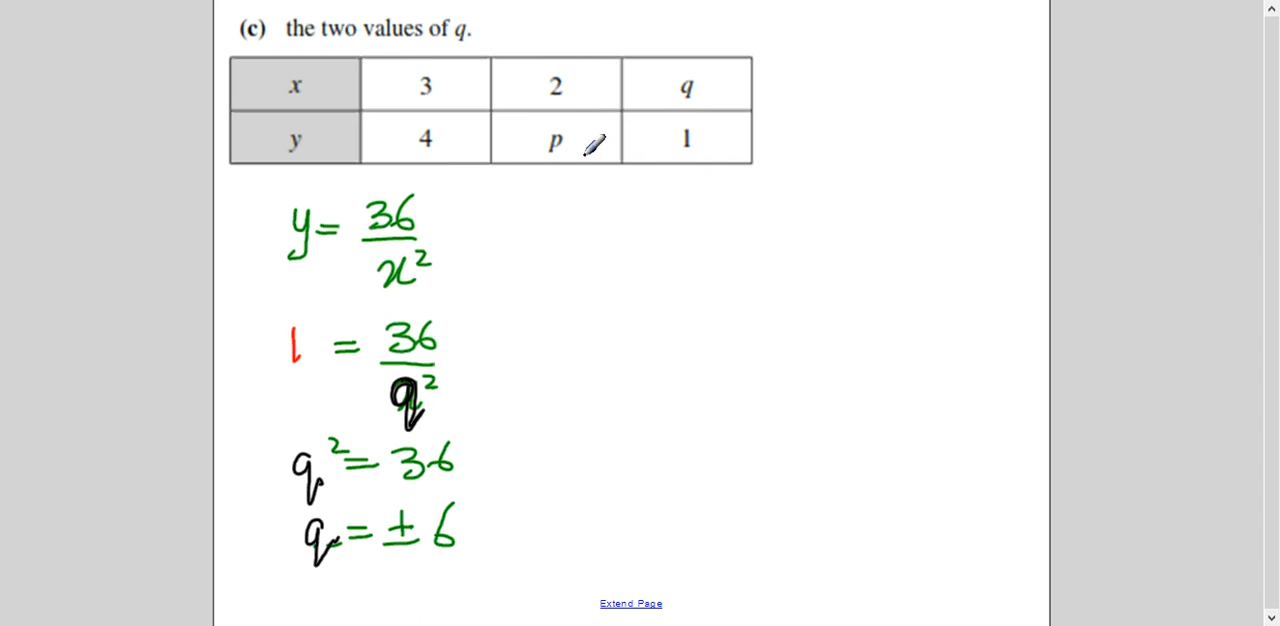 (c) the two values of q.
x 3 2 q
y 4 p 1
y = 36/x²
1 = 36/q²
q² = 36
q = ± 6
Extend Page